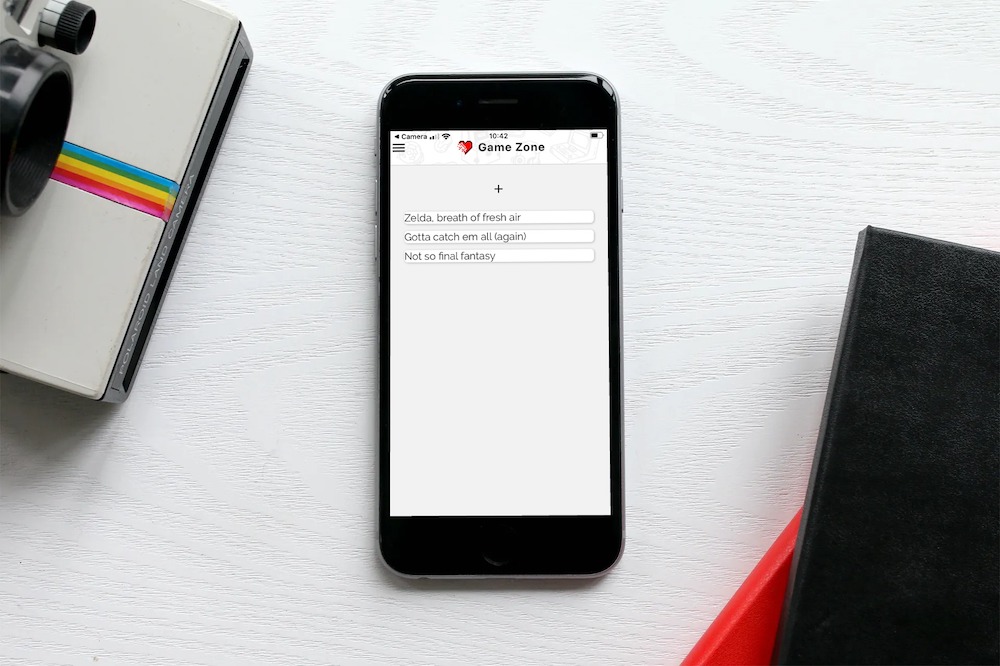 POLAROID LAND CAMERA
Camera 10:42
Game Zone
+
Zelda, breath of fresh air
Gotta catch em all (again)
Not so final fantasy